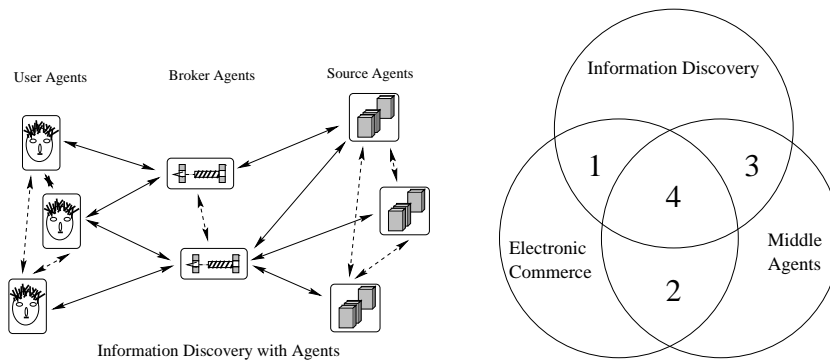 User Agents
Broker Agents
Source Agents
Information Discovery with Agents
Information Discovery
1
3
4
Electronic
Commerce
Middle
Agents
2